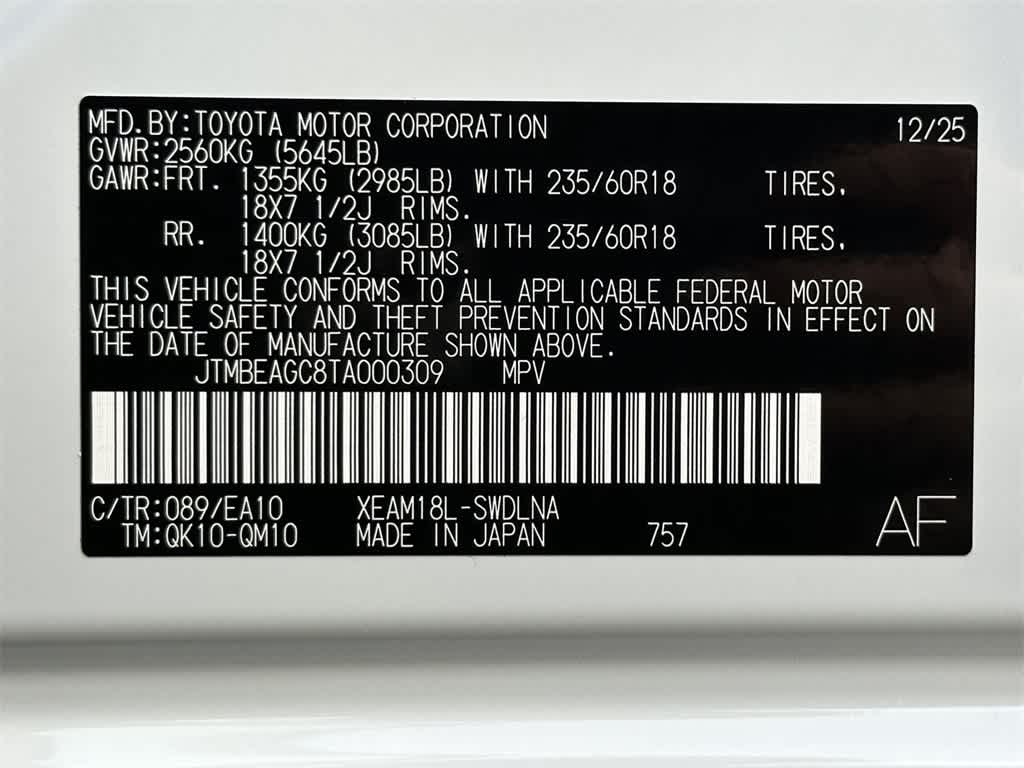 MFD.BY:TOYOTA MOTOR CORPORATION 12/25
GVWR:2560KG (5645LB)
GAWR:FRT. 1355KG (2985LB) WITH 235/60R18 TIRES,
18X7 1/2J RIMS.
RR. 1400KG (3085LB) WITH 235/60R18 TIRES,
18X7 1/2J RIMS.
THIS VEHICLE CONFORMS TO ALL APPLICABLE FEDERAL MOTOR
VEHICLE SAFETY AND THEFT PREVENTION STANDARDS IN EFFECT ON
THE DATE OF MANUFACTURE SHOWN ABOVE.
JTMBEAGC8TA000309 MPV
C/TR:089/EA10 XEAM18L-SWDLNA
TM:QK10-QM10 MADE IN JAPAN 757 AF